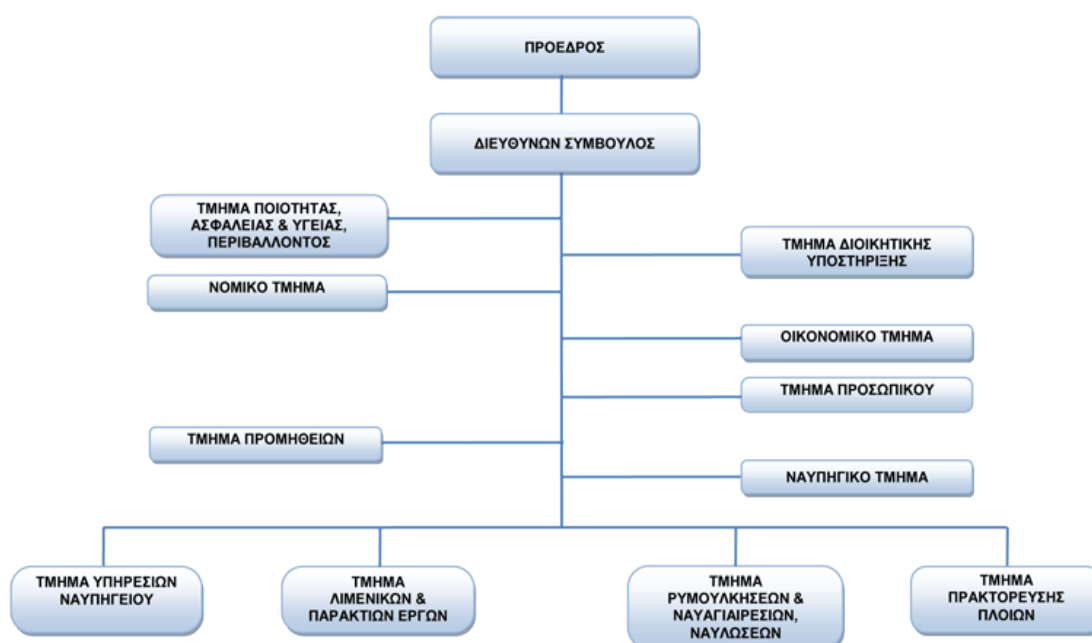 ΠΡΟΕΔΡΟΣ
ΔΙΕΥΘΥΝΩΝ ΣΥΜΒΟΥΛΟΣ
ΤΜΗΜΑ ΠΟΙΟΤΗΤΑΣ,
ΑΣΦΑΛΕΙΑΣ & ΥΓΕΙΑΣ,
ΠΕΡΙΒΑΛΛΟΝΤΟΣ
ΤΜΗΜΑ ΔΙΟΙΚΗΤΙΚΗΣ
ΥΠΟΣΤΗΡΙΞΗΣ
ΝΟΜΙΚΟ ΤΜΗΜΑ
ΟΙΚΟΝΟΜΙΚΟ ΤΜΗΜΑ
ΤΜΗΜΑ ΠΡΟΣΩΠΙΚΟΥ
ΤΜΗΜΑ ΠΡΟΜΗΘΕΙΩΝ
ΝΑΥΠΗΓΙΚΟ ΤΜΗΜΑ
ΤΜΗΜΑ ΥΠΗΡΕΣΙΩΝ
ΝΑΥΠΗΓΕΙΟΥ
ΤΜΗΜΑ
ΛΙΜΕΝΙΚΩΝ &
ΠΑΡΑΚΤΙΩΝ ΕΡΓΩΝ
ΤΜΗΜΑ
ΡΥΜΟΥΛΚΗΣΕΩΝ &
ΝΑΥΑΓΙΑΙΡΕΣΙΩΝ,
ΝΑΥΛΩΣΕΩΝ
ΤΜΗΜΑ
ΠΡΑΚΤΟΡΕΥΣΗΣ
ΠΛΟΙΩΝ